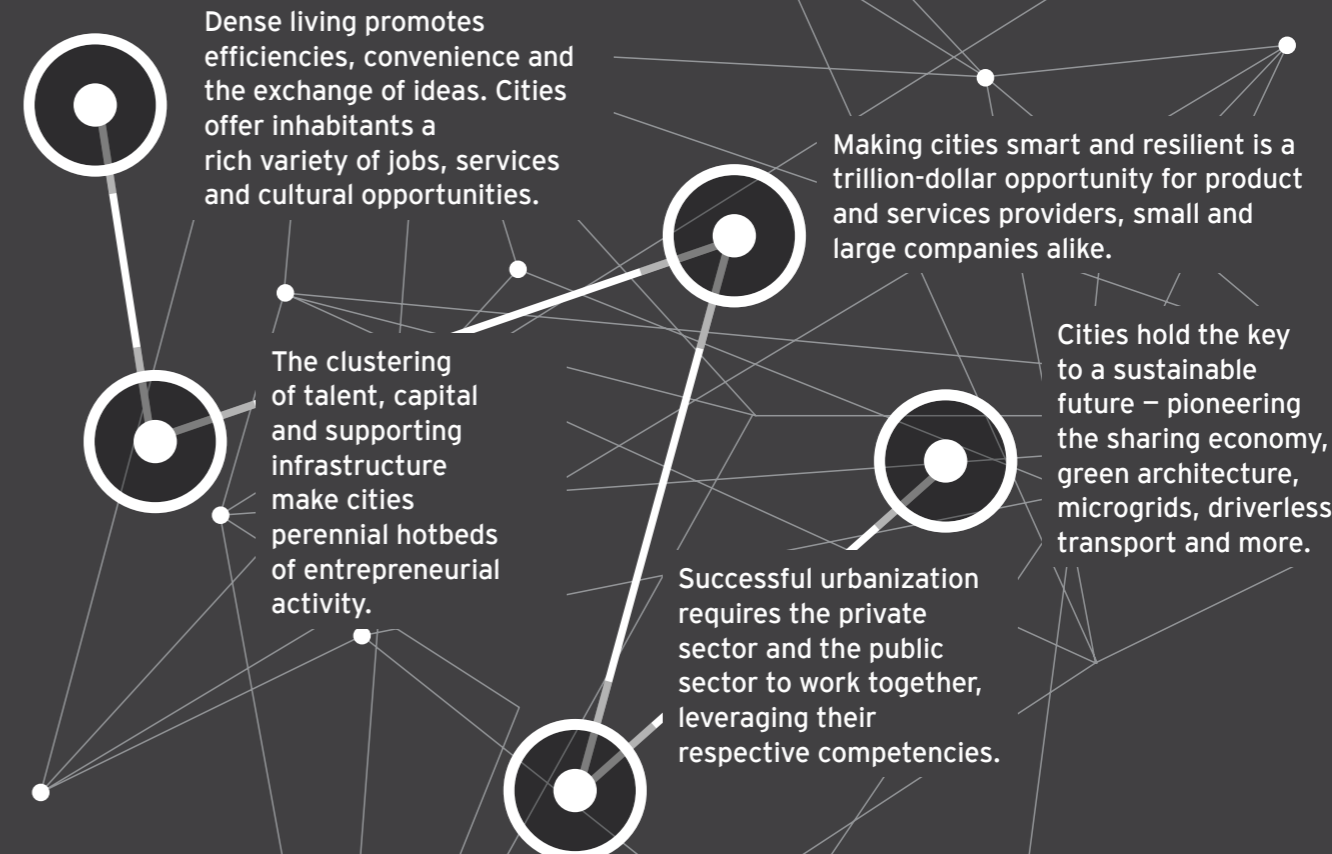 Dense living promotes
efficiencies, convenience and
the exchange of ideas. Cities
offer inhabitants a
rich variety of jobs, services
and cultural opportunities.
The clustering
of talent, capital
and supporting
infrastructure
make cities
perennial hotbeds
of entrepreneurial
activity.
Making cities smart and resilient is a
trillion-dollar opportunity for product
and services providers, small and
large companies alike.
Successful urbanization
requires the private
sector and the public
sector to work together,
leveraging their
respective competencies.
Cities hold the key
to a sustainable
future – pioneering
the sharing economy,
green architecture,
microgrids, driverless
transport and more.